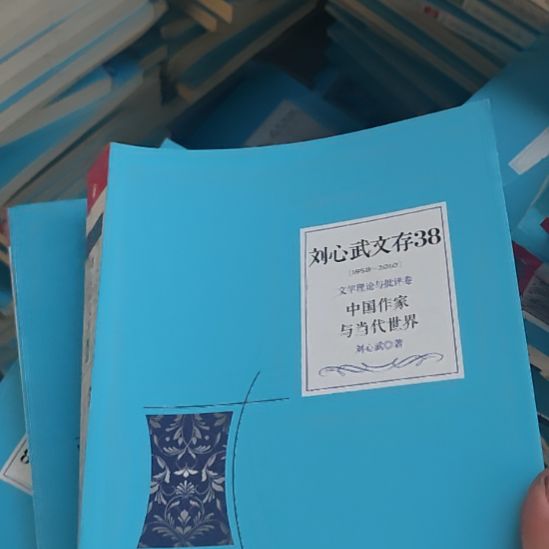 刘心武文存38
[1958-2010]
文学理论与批评卷
中国作家
与当代世界
刘心武◎著